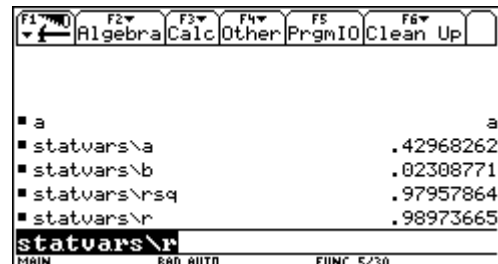 F1 F2 F3 F4 F5 F6
Algebra Calc Other PrgmIO Clean Up
a a
statvars\a .42968262
statvars\b .02308771
statvars\rsq .97957864
statvars\r .98973665
statvars\r
MAIN RAD AUTO FUNC 5/30